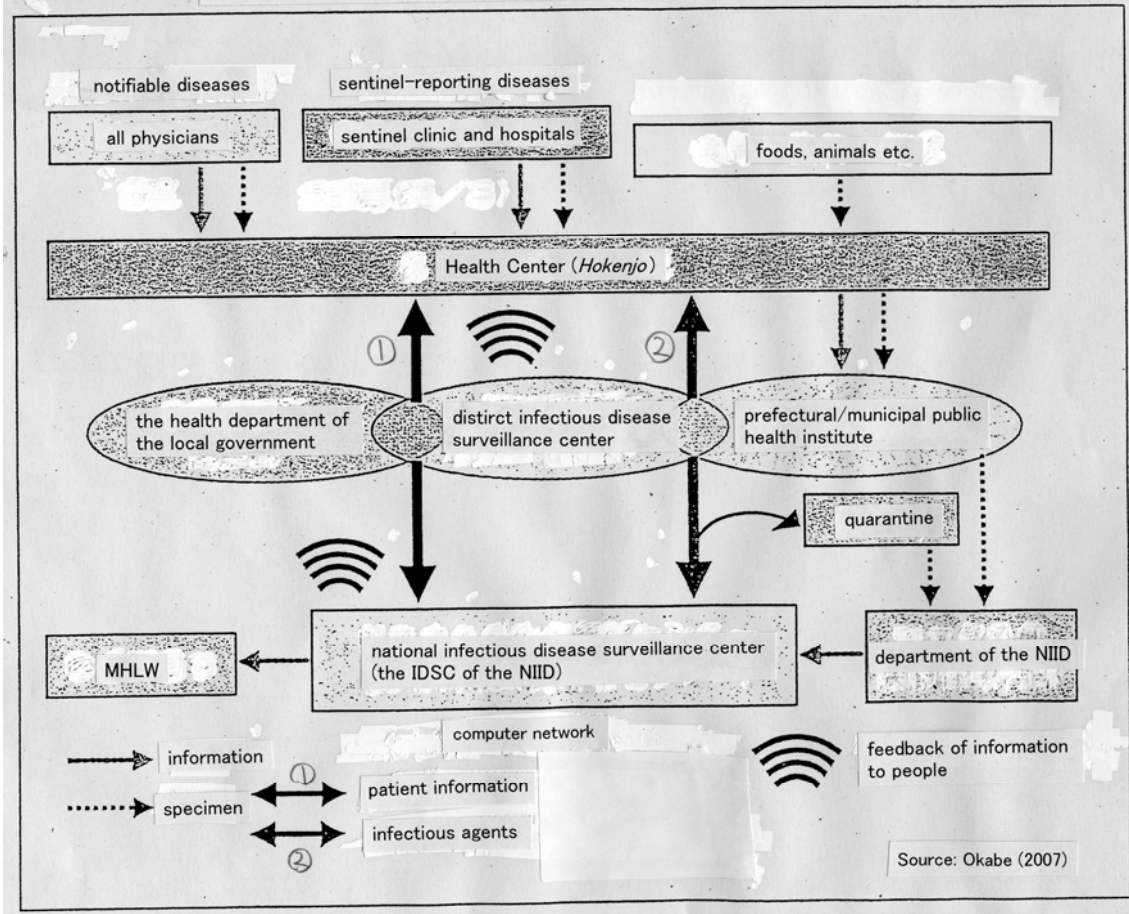 notifiable diseases
sentinel-reporting diseases
all physicians
sentinel clinic and hospitals
foods, animals etc.
Health Center (Hokenjo)
①
②
the health department of
the local government
distirct infectious disease
surveillance center
prefectural/municipal public
health institute
quarantine
MHLW
national infectious disease surveillance center
(the IDSC of the NIID)
department of the NIID
computer network
information
specimen
①
patient information
infectious agents
②
feedback of information
to people
Source: Okabe (2007)